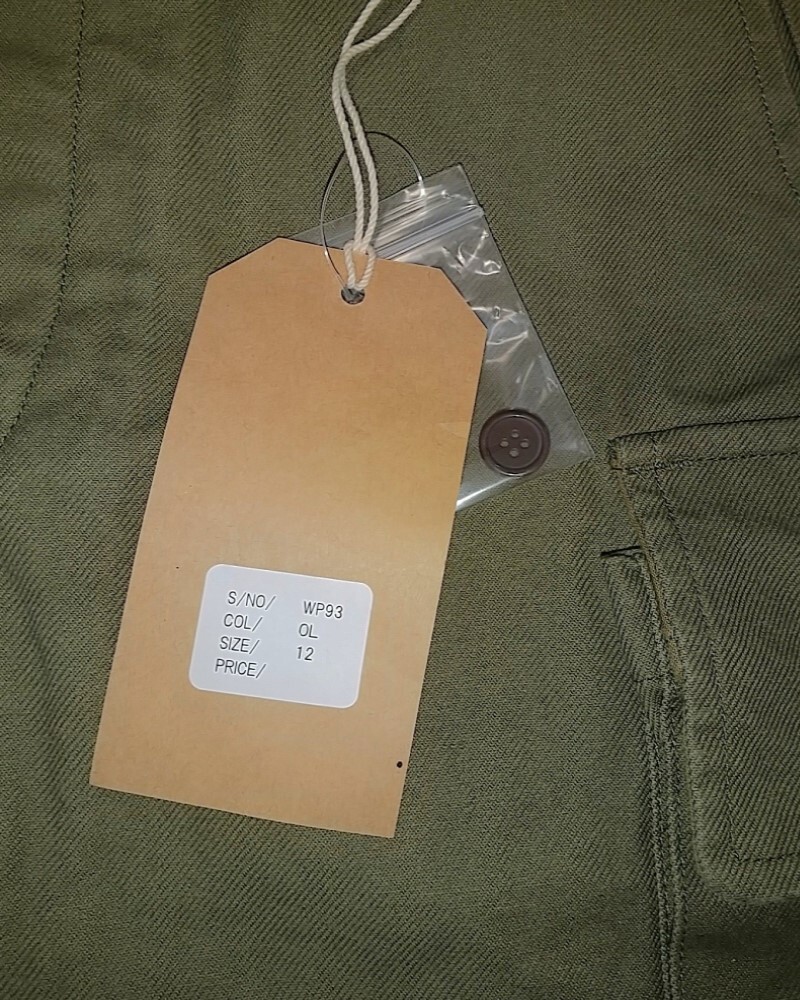 S/NO/ WP93
COL/ OL
SIZE/ 12
PRICE/